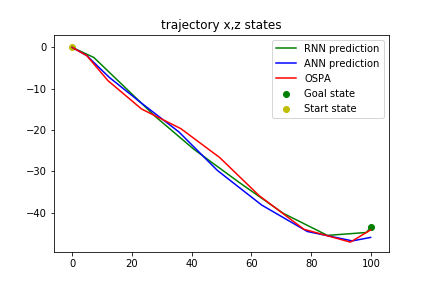 trajectory x,z states
RNN prediction
ANN prediction
OSPA
Goal state
Start state
0
−10
−20
−30
−40
0 20 40 60 80 100